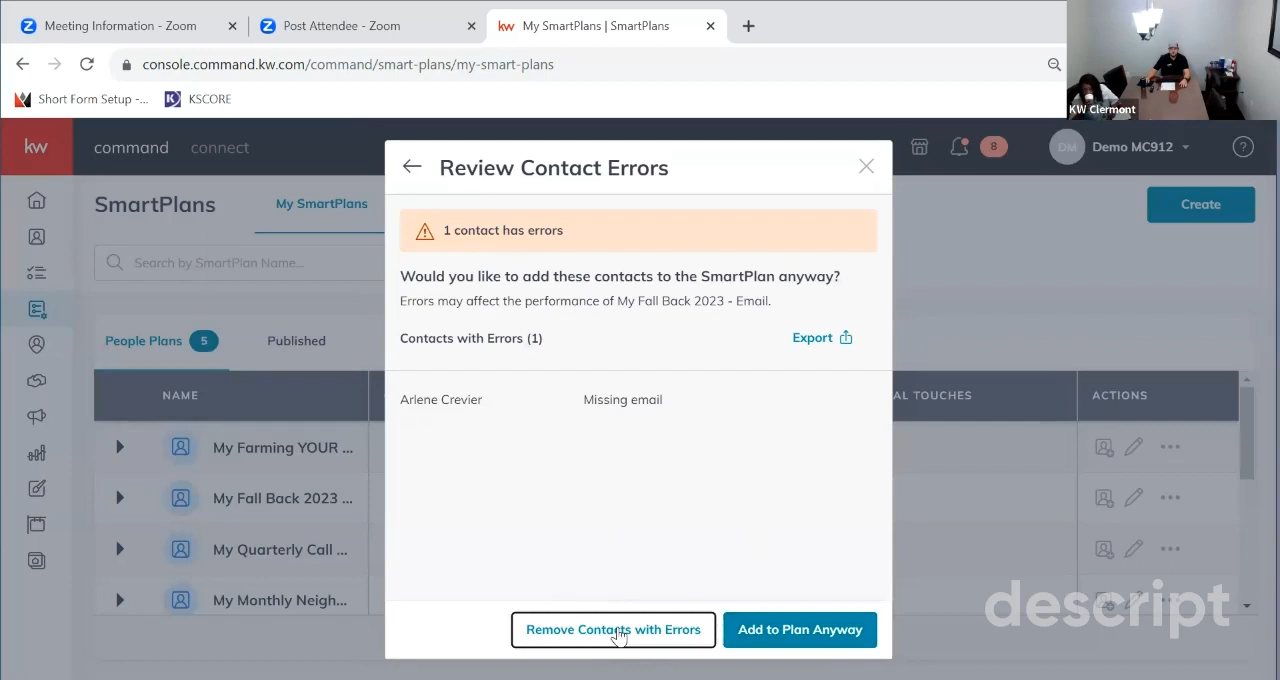 Meeting Information - Zoom
Post Attendee - Zoom
kw My SmartPlans | SmartPlans
console.command.kw.com/command/smart-plans/my-smart-plans
Short Form Setup -...
KSCORE
KW Clermont
kw
command
connect
8
DM
Demo MC912
SmartPlans
My SmartPlans
Create
Search by SmartPlan Name...
People Plans 5
Published
NAME
AL TOUCHES
ACTIONS
My Farming YOUR ...
My Fall Back 2023 ...
My Quarterly Call ...
My Monthly Neigh...
Review Contact Errors
1 contact has errors
Would you like to add these contacts to the SmartPlan anyway?
Errors may affect the performance of My Fall Back 2023 - Email.
Contacts with Errors (1)
Export
Arlene Crevier
Missing email
Remove Contacts with Errors
Add to Plan Anyway
descript